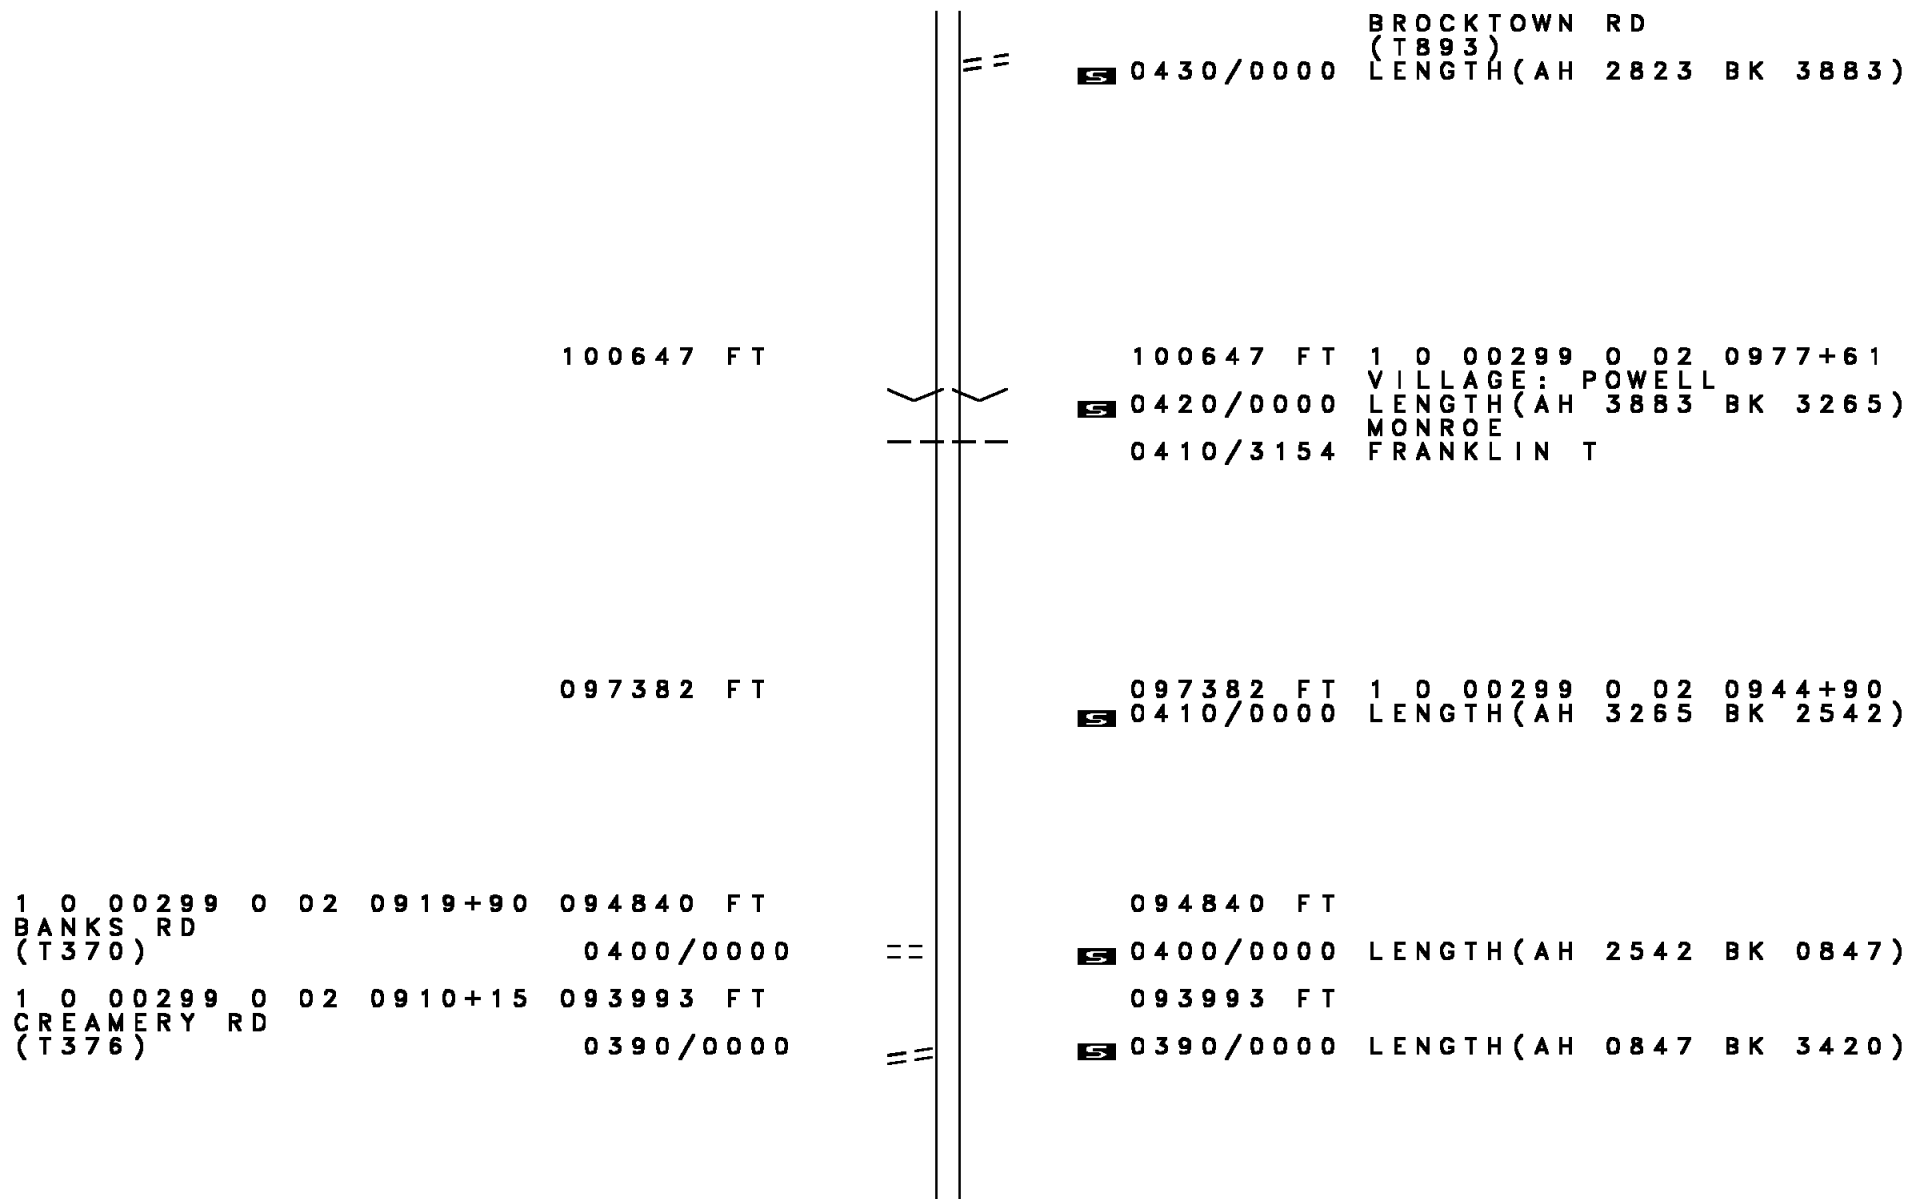 BROCKTOWN RD
(T893)
S 0430/0000 LENGTH(AH 2823 BK 3883)
100647 FT 100647 FT 1 0 00299 0 02 0977+61
VILLAGE: POWELL
S 0420/0000 LENGTH(AH 3883 BK 3265)
MONROE
0410/3154 FRANKLIN T
097382 FT 097382 FT 1 0 00299 0 02 0944+90
S 0410/0000 LENGTH(AH 3265 BK 2542)
1 0 00299 0 02 0919+90 094840 FT 094840 FT
BANKS RD
(T370) 0400/0000 S 0400/0000 LENGTH(AH 2542 BK 0847)
1 0 00299 0 02 0910+15 093993 FT 093993 FT
CREAMERY RD
(T376) 0390/0000 S 0390/0000 LENGTH(AH 0847 BK 3420)